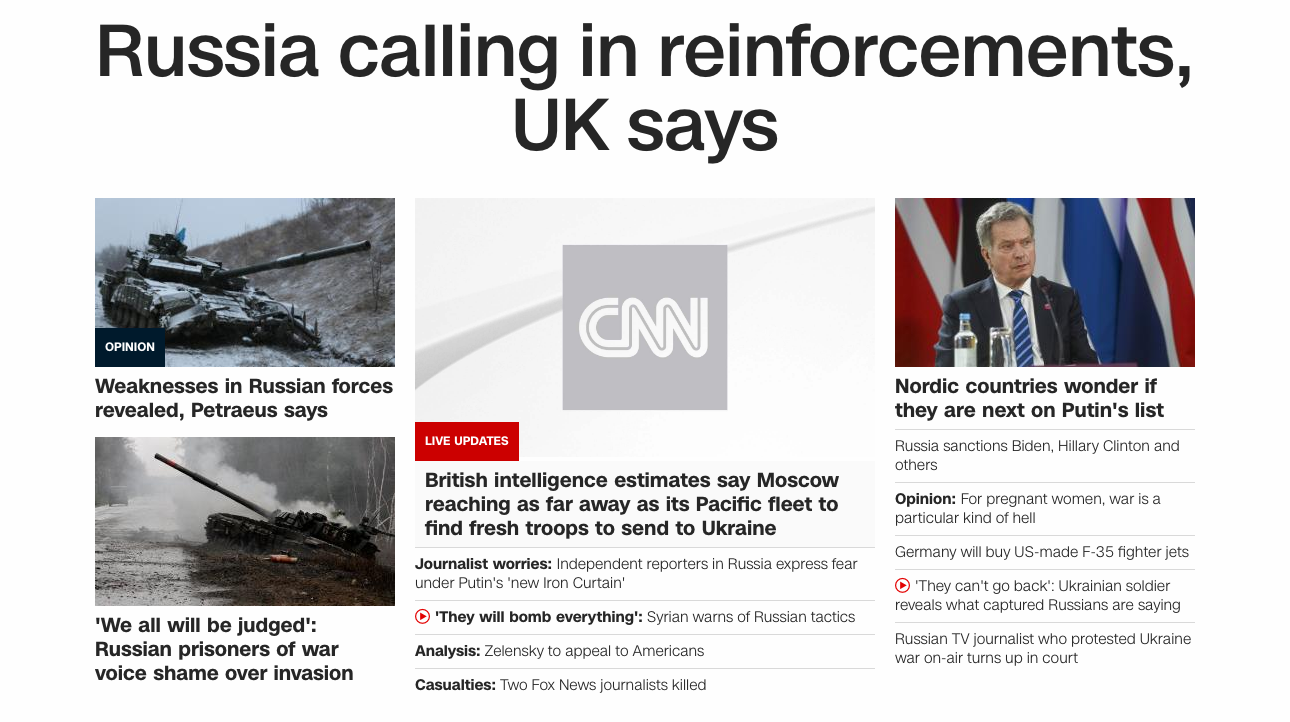 Russia calling in reinforcements,
UK says
OPINION
Weaknesses in Russian forces
revealed, Petraeus says
'We all will be judged':
Russian prisoners of war
voice shame over invasion
CNN
LIVE UPDATES
British intelligence estimates say Moscow
reaching as far away as its Pacific fleet to
find fresh troops to send to Ukraine
Journalist worries: Independent reporters in Russia express fear
under Putin's 'new Iron Curtain'
'They will bomb everything': Syrian warns of Russian tactics
Analysis: Zelensky to appeal to Americans
Casualties: Two Fox News journalists killed
Nordic countries wonder if
they are next on Putin's list
Russia sanctions Biden, Hillary Clinton and
others
Opinion: For pregnant women, war is a
particular kind of hell
Germany will buy US-made F-35 fighter jets
'They can't go back': Ukrainian soldier
reveals what captured Russians are saying
Russian TV journalist who protested Ukraine
war on-air turns up in court